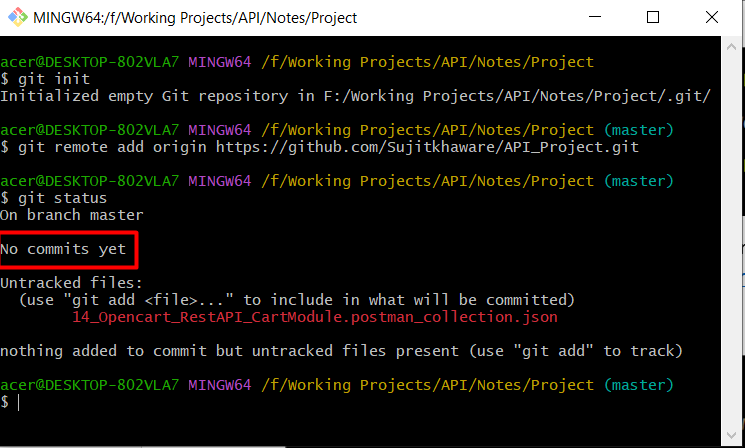 MINGW64:/f/Working Projects/API/Notes/Project
acer@DESKTOP-802VLA7 MINGW64 /f/Working Projects/API/Notes/Project
$ git init
Initialized empty Git repository in F:/Working Projects/API/Notes/Project/.git/
acer@DESKTOP-802VLA7 MINGW64 /f/Working Projects/API/Notes/Project (master)
$ git remote add origin https://github.com/Sujitkhaware/API_Project.git
acer@DESKTOP-802VLA7 MINGW64 /f/Working Projects/API/Notes/Project (master)
$ git status
On branch master
No commits yet
Untracked files:
(use "git add <file>..." to include in what will be committed)
14_Opencart_RestAPI_CartModule.postman_collection.json
nothing added to commit but untracked files present (use "git add" to track)
acer@DESKTOP-802VLA7 MINGW64 /f/Working Projects/API/Notes/Project (master)
$